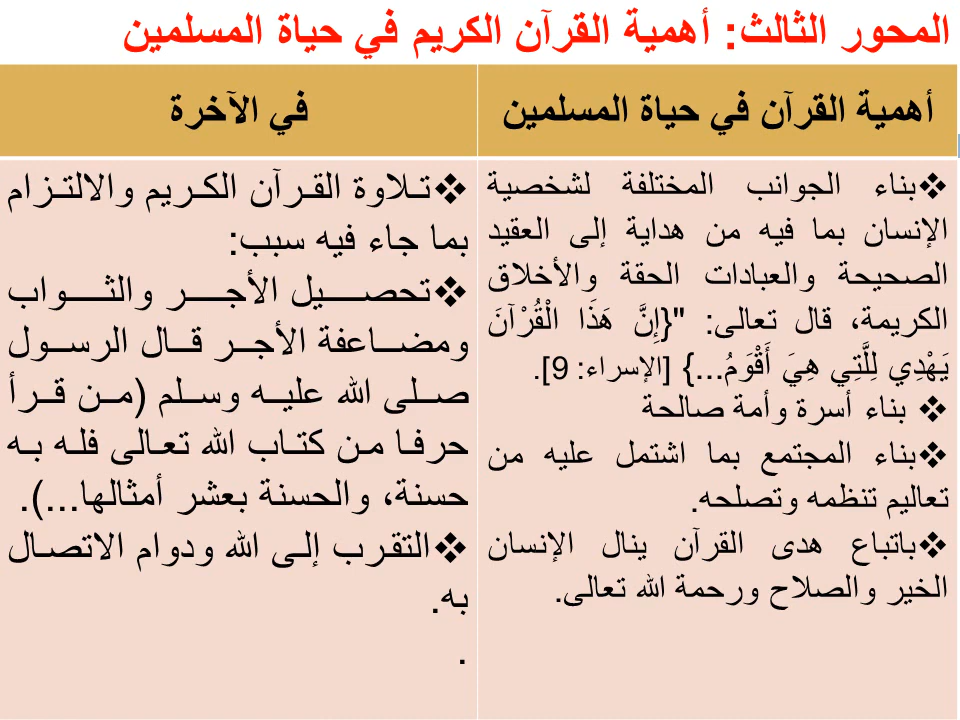 المحور الثالث: أهمية القرآن الكريم في حياة المسلمين
أهمية القرآن في حياة المسلمين
❖بناء الجوانب المختلفة لشخصية
الإنسان بما فيه من هداية إلى العقيد
الصحيحة والعبادات الحقة والأخلاق
الكريمة، قال تعالى: "{إِنَّ هَذَا الْقُرْآنَ
يَهْدِي لِلَّتِي هِيَ أَقْوَمُ...} [الإسراء: 9].
❖ بناء أسرة وأمة صالحة
❖بناء المجتمع بما اشتمل عليه من
تعاليم تنظمه وتصلحه.
❖باتباع هدى القرآن ينال الإنسان
الخير والصلاح ورحمة الله تعالى.
في الآخرة
❖تلاوة القرآن الكريم والالتزام
بما جاء فيه سبب:
❖تحصيل الأجر والثواب
ومضاعفة الأجر قال الرسول
صلى الله عليه وسلم (من قرأ
حرفا من كتاب الله تعالى فله به
حسنة، والحسنة بعشر أمثالها...).
❖التقرب إلى الله ودوام الاتصال
به.
.